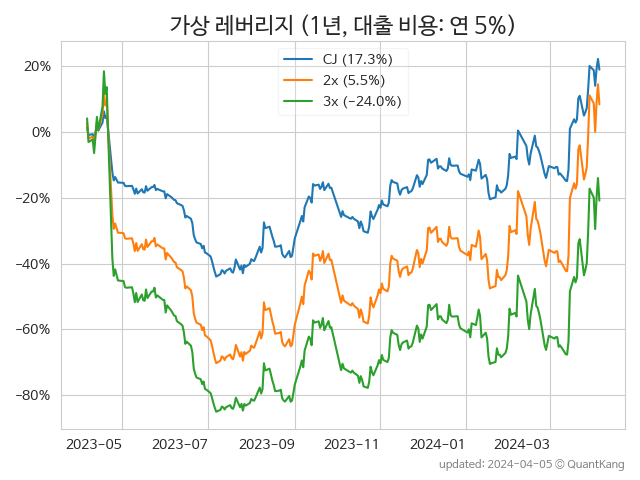 가상 레버리지 (1년, 대출 비용: 연 5%)
CJ (17.3%)
2x (5.5%)
3x (−24.0%)
20%
0%
−20%
−40%
−60%
−80%
2023-05 2023-07 2023-09 2023-11 2024-01 2024-03
updated: 2024-04-05 © QuantKang